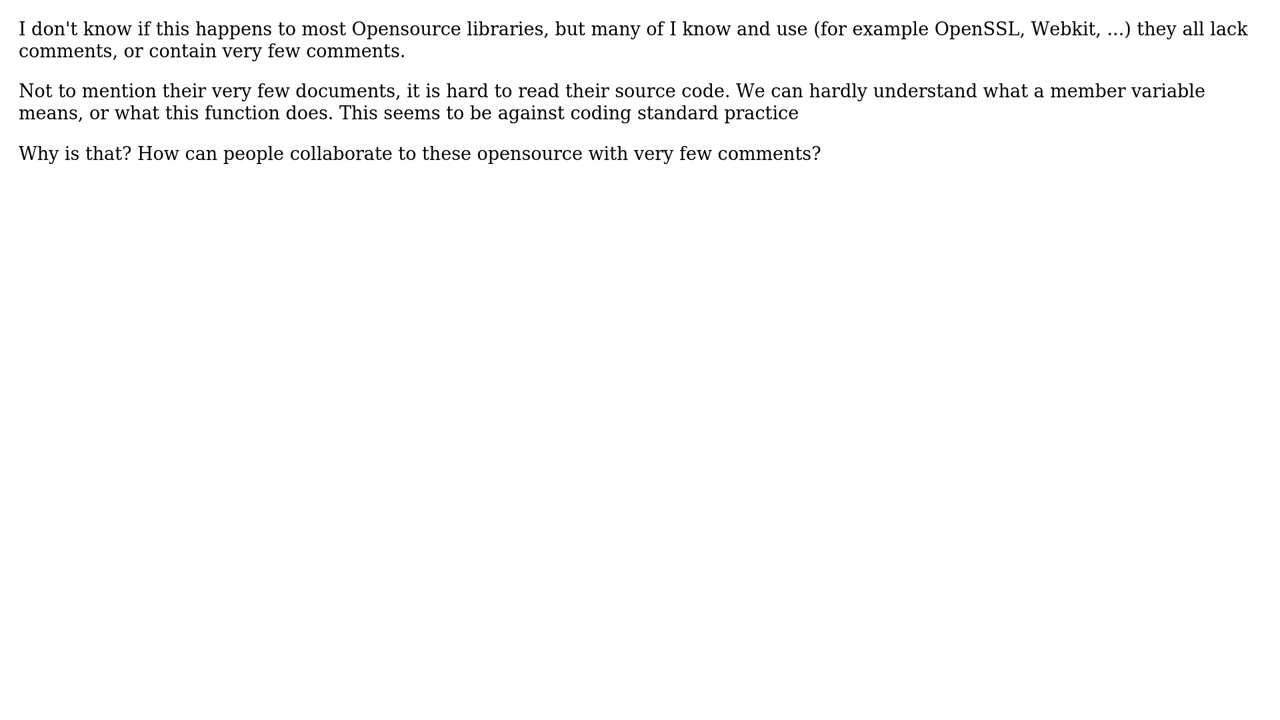 I don't know if this happens to most Opensource libraries, but many of I know and use (for example OpenSSL, Webkit, ...) they all lack
comments, or contain very few comments.
Not to mention their very few documents, it is hard to read their source code. We can hardly understand what a member variable
means, or what this function does. This seems to be against coding standard practice
Why is that? How can people collaborate to these opensource with very few comments?